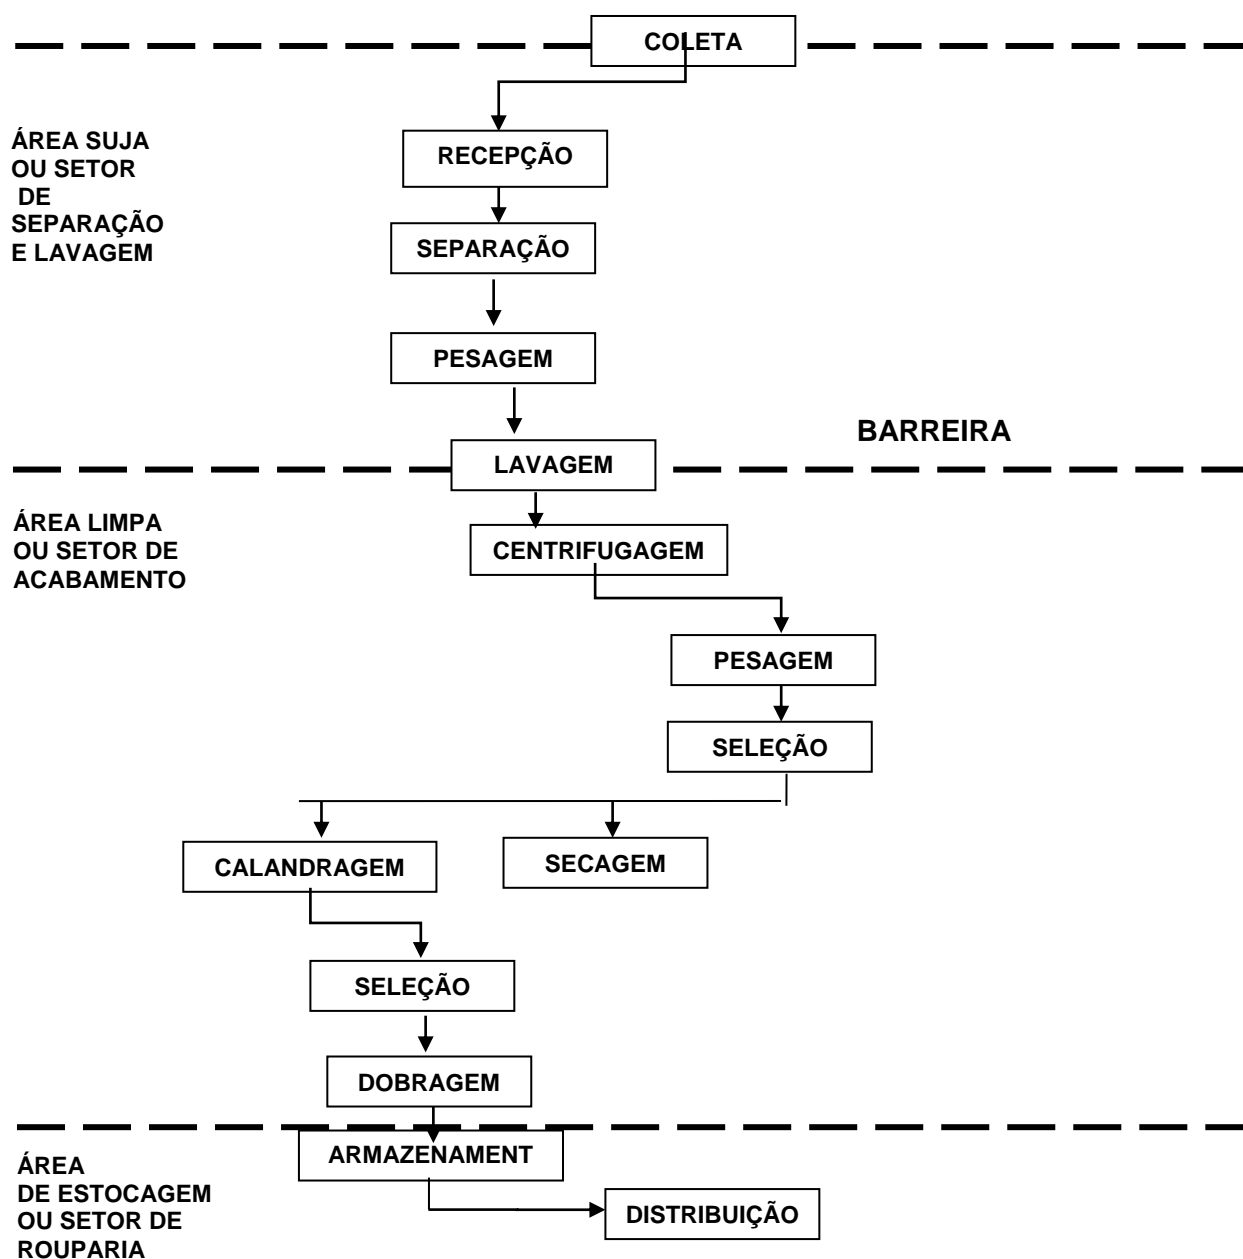 COLETA
ÁREA SUJA
OU SETOR
DE
SEPARAÇÃO
E LAVAGEM
RECEPÇÃO
SEPARAÇÃO
PESAGEM
BARREIRA
LAVAGEM
ÁREA LIMPA
OU SETOR DE
ACABAMENTO
CENTRIFUGAGEM
PESAGEM
SELEÇÃO
CALANDRAGEM
SECAGEM
SELEÇÃO
DOBRAGEM
ARMAZENAMENT
ÁREA
DE ESTOCAGEM
OU SETOR DE
ROUPARIA
DISTRIBUIÇÃO